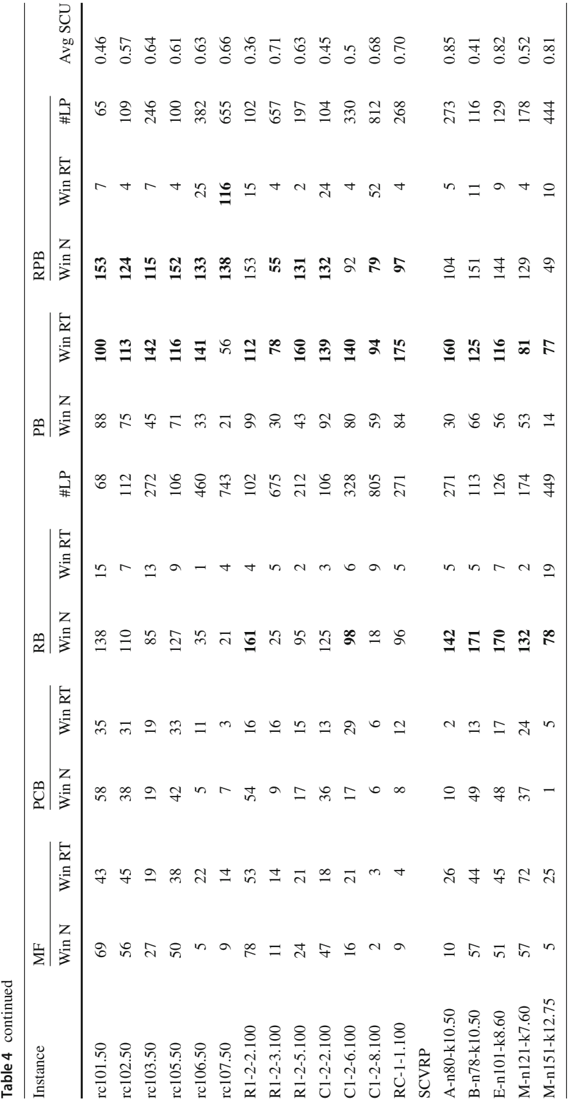 Table 4 continued
Instance MF PCB RB PB RPB Avg SCU
Win N Win RT Win N Win RT Win N Win RT #LP Win N Win RT Win N Win RT #LP
rc101.50 69 43 58 35 138 15 68 88 100 153 7 65 0.46
rc102.50 56 45 38 31 110 7 112 75 113 124 4 109 0.57
rc103.50 27 19 19 19 85 13 272 45 142 115 7 246 0.64
rc105.50 50 38 42 33 127 9 106 71 116 152 4 100 0.61
rc106.50 5 22 5 11 35 1 460 33 141 133 25 382 0.63
rc107.50 9 14 7 3 21 4 743 21 56 138 116 655 0.66
R1-2-2.100 78 53 54 16 161 4 102 99 112 153 15 102 0.36
R1-2-3.100 11 14 9 16 25 5 675 30 78 55 4 657 0.71
R1-2-5.100 24 21 17 15 95 2 212 43 160 131 2 197 0.63
C1-2-2.100 47 18 36 13 125 3 106 92 139 132 24 104 0.45
C1-2-6.100 16 21 17 29 98 6 328 80 140 92 4 330 0.5
C1-2-8.100 2 3 6 6 18 9 805 59 94 79 52 812 0.68
RC-1-1.100 9 4 8 12 96 5 271 84 175 97 4 268 0.70
SCVRP
A-n80-k10.50 10 26 10 2 142 5 271 30 160 104 5 273 0.85
B-n78-k10.50 57 44 49 13 171 5 113 66 125 151 11 116 0.41
E-n101-k8.60 51 45 48 17 170 7 126 56 116 144 9 129 0.82
M-n121-k7.60 57 72 37 24 132 2 174 53 81 129 4 178 0.52
M-n151-k12.75 5 25 1 5 78 19 449 14 77 49 10 444 0.81